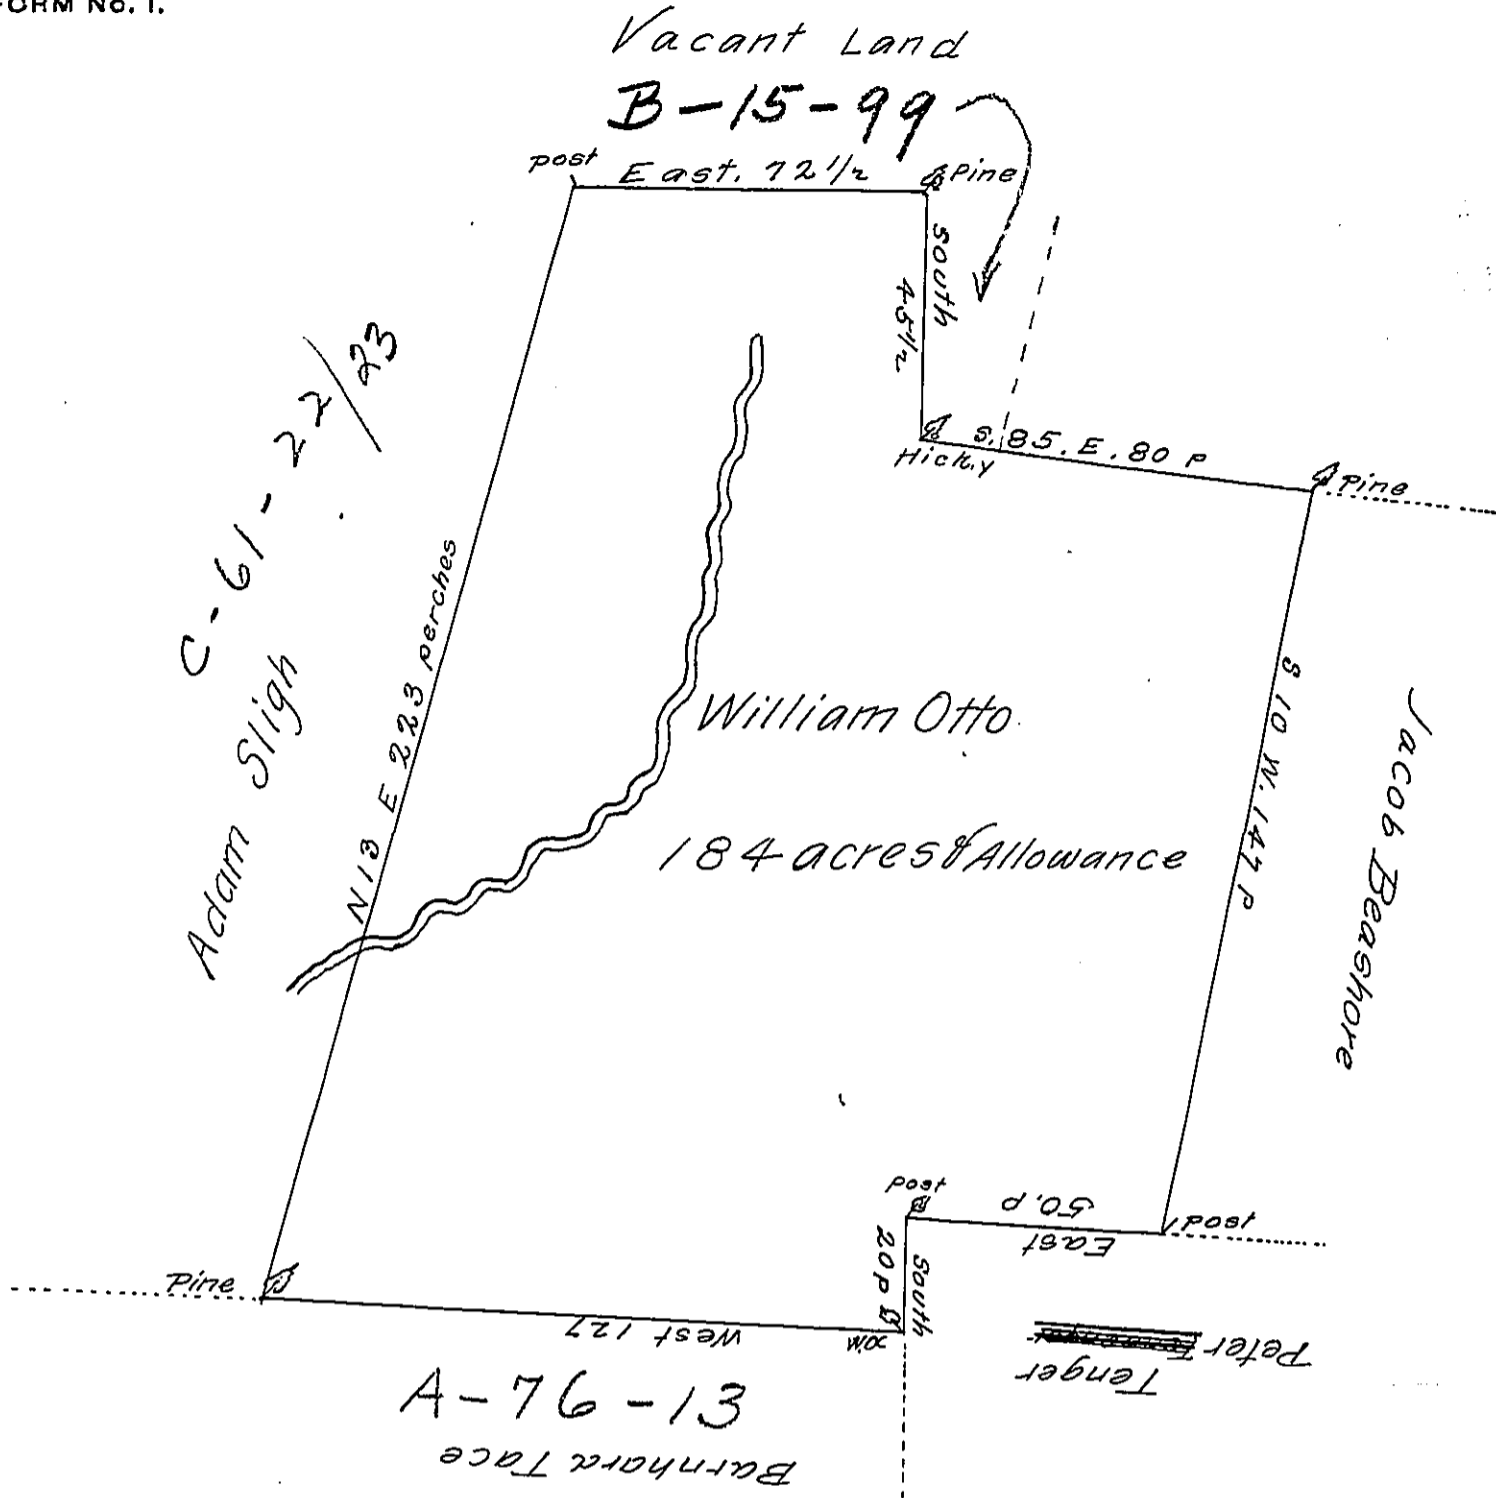 FORM No. 1.
Vacant Land
B-15-99
post
East. 72 1/2
Pine
South
45 1/2
C-61-22/23
Hick.y
S. 85. E. 80 P
Pine
N 13 E 223 perches
Adam Sligh
William Otto
184 acres & Allowance
S 10 W. 147 P
Jacob Beashore
post
50. P
East
post
20 P
South
Pine
West 127
W.O.
Peter
Tenger
A-76-13
Barnhard Tace